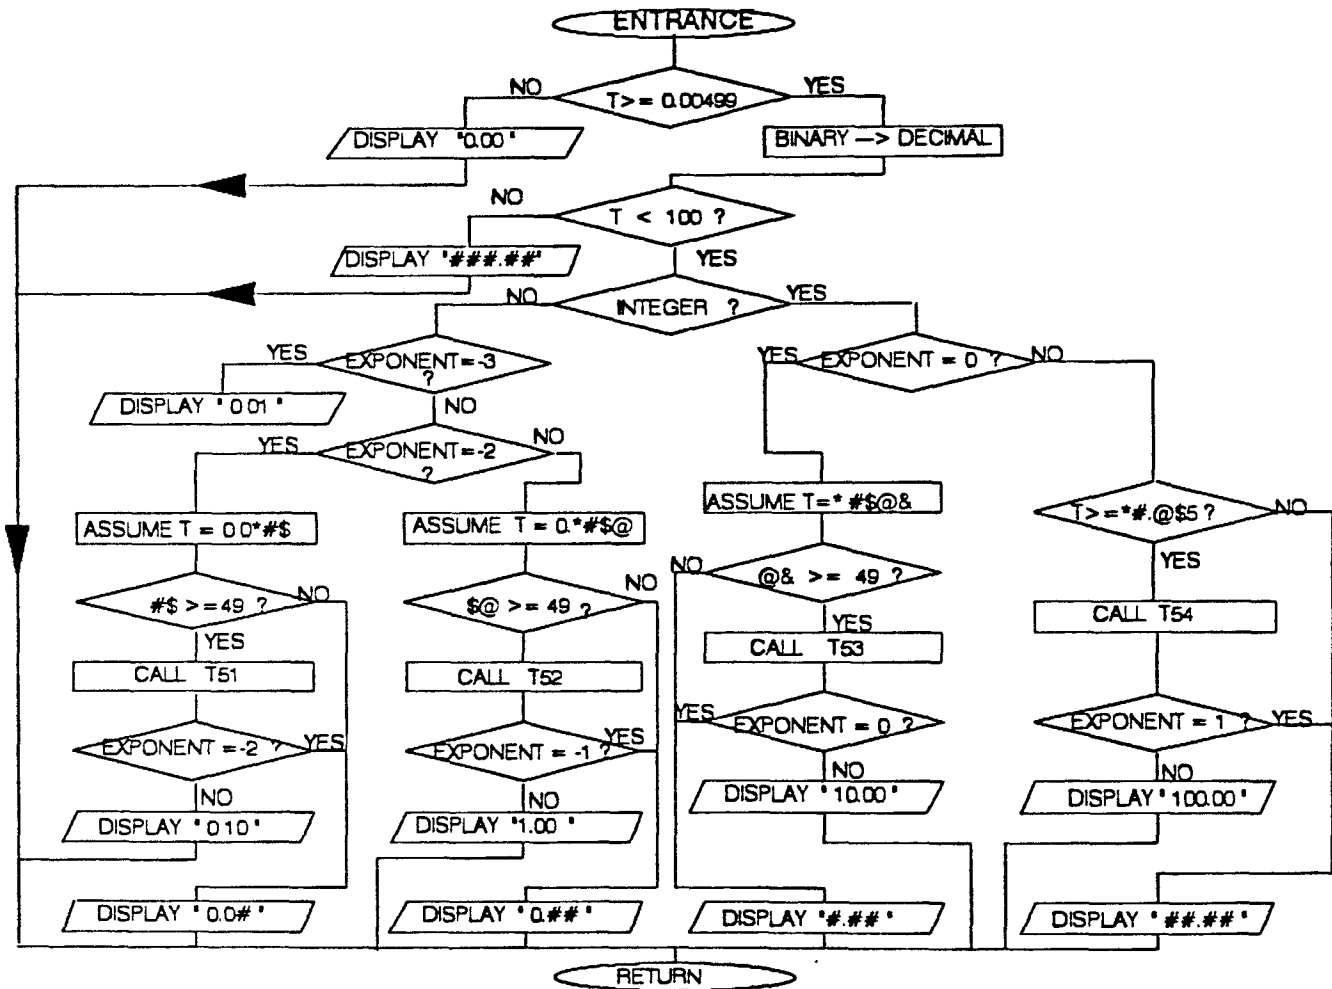 ENTRANCE
NO
T>= 0.00499
YES
DISPLAY "0.00"
BINARY —> DECIMAL
NO
T < 100 ?
DISPLAY "###.##"
YES
NO
INTEGER ?
YES
YES
EXPONENT=-3
?
YES
EXPONENT = 0 ?
NO
DISPLAY " 0.01 "
NO
YES
EXPONENT=-2
?
NO
ASSUME T = 0.0*#$
ASSUME T = 0.*#$@
ASSUME T=*.#$@&
T>=*#.@$5 ?
NO
#$ >=49 ?
NO
$@ >= 49 ?
NO
NO
@& >= 49 ?
YES
YES
YES
CALL T51
CALL T52
CALL T53
CALL T54
EXPONENT =-2 ?
YES
EXPONENT = -1 ?
YES
YES
EXPONENT = 0 ?
EXPONENT = 1 ?
YES
NO
NO
NO
NO
DISPLAY "0.10"
DISPLAY "1.00 "
DISPLAY "10.00"
DISPLAY "100.00"
DISPLAY " 0.0# "
DISPLAY "0.## "
DISPLAY "#.## "
DISPLAY " ##.## "
RETURN